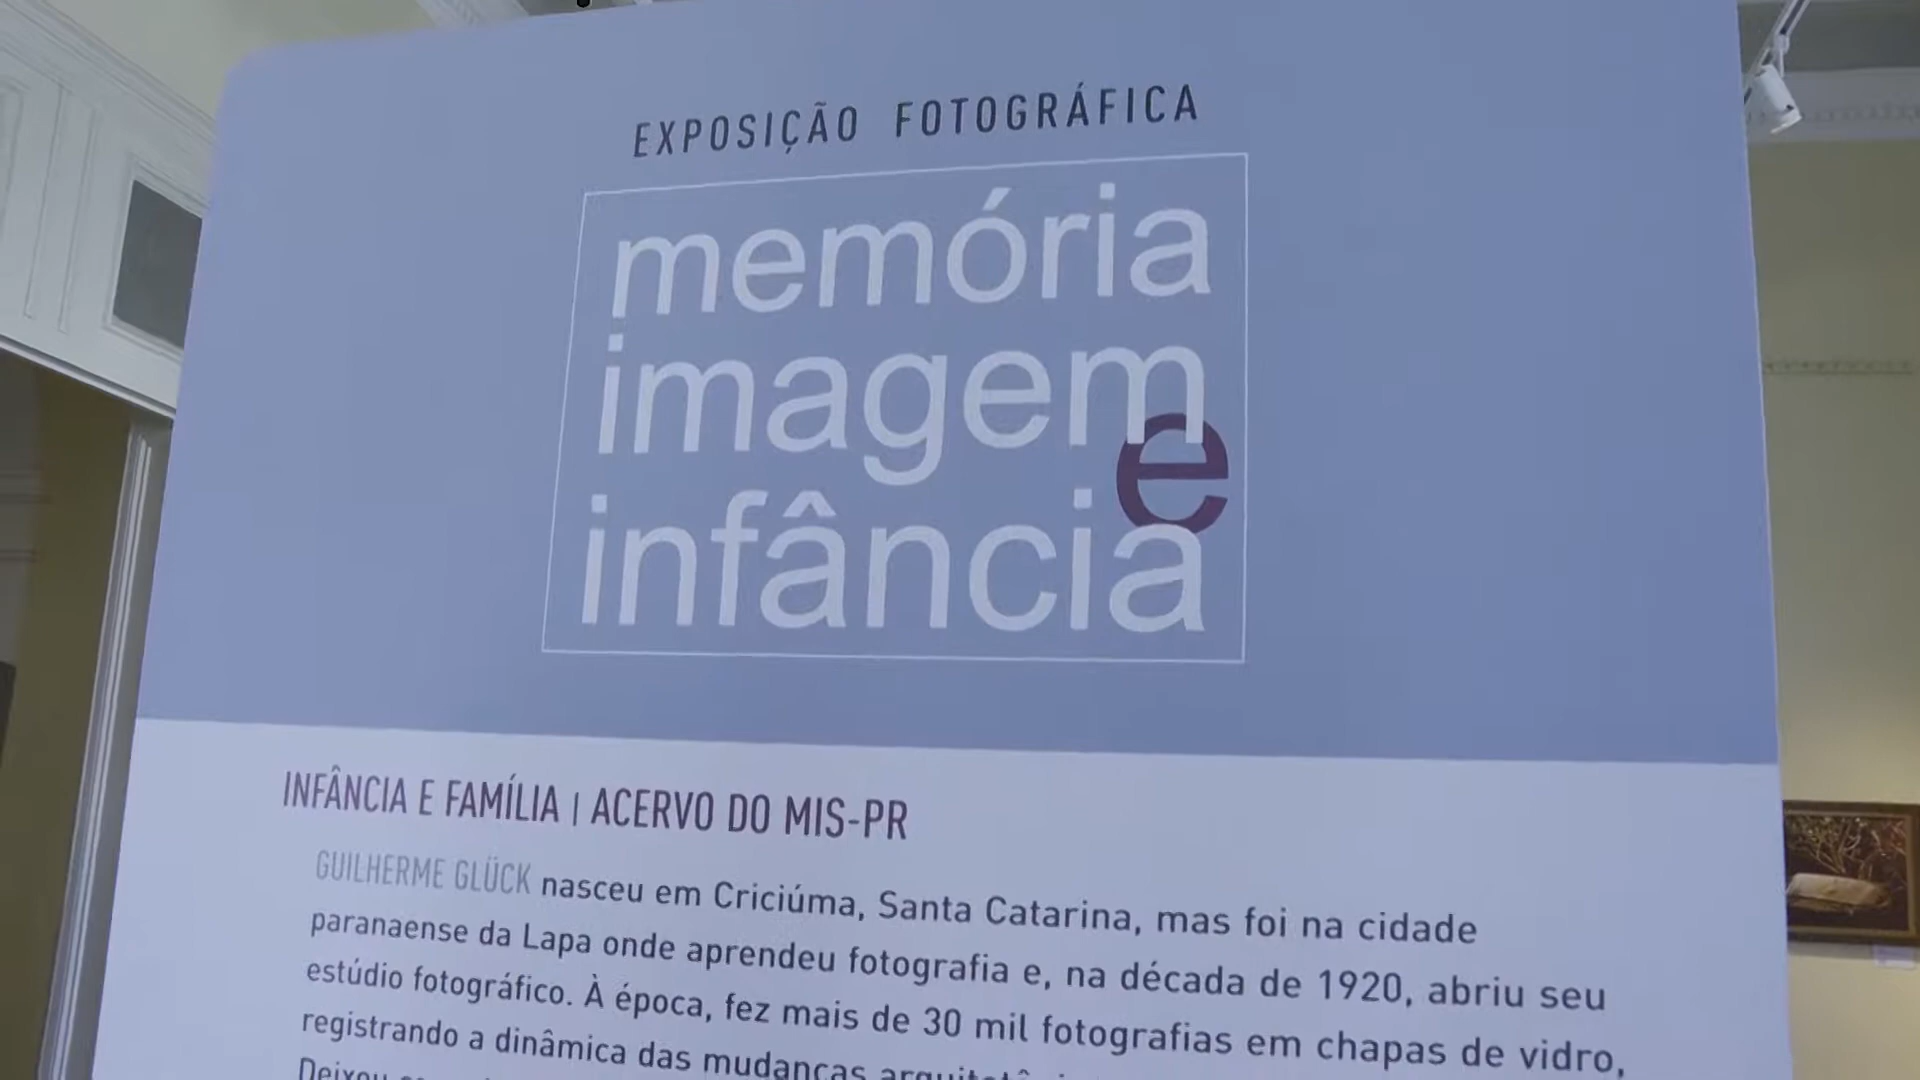 EXPOSIÇÃO FOTOGRÁFICA
memória
imagem
e
infância
INFÂNCIA E FAMÍLIA | ACERVO DO MIS-PR
GUILHERME GLÜCK nasceu em Criciúma, Santa Catarina, mas foi na cidade
paranaense da Lapa onde aprendeu fotografia e, na década de 1920, abriu seu
estúdio fotográfico. À época, fez mais de 30 mil fotografias em chapas de vidro,
registrando a dinâmica das mudanças
Deixou